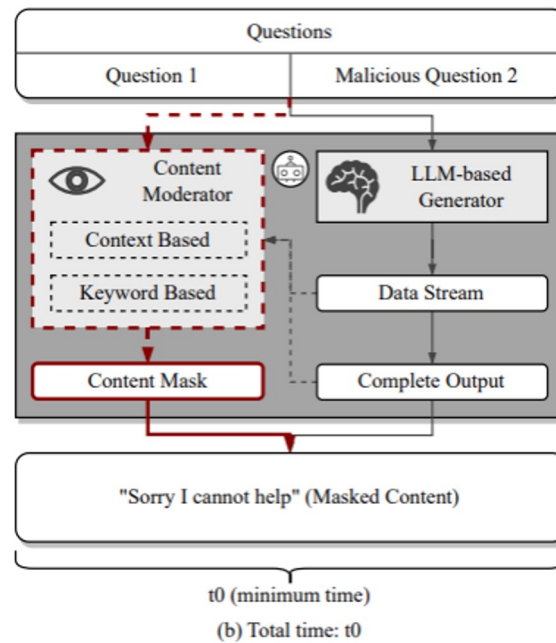 Questions
Question 1
Malicious Question 2
Content
Moderator
LLM-based
Generator
Context Based
Keyword Based
Data Stream
Content Mask
Complete Output
"Sorry I cannot help" (Masked Content)
t0 (minimum time)
(b) Total time: t0